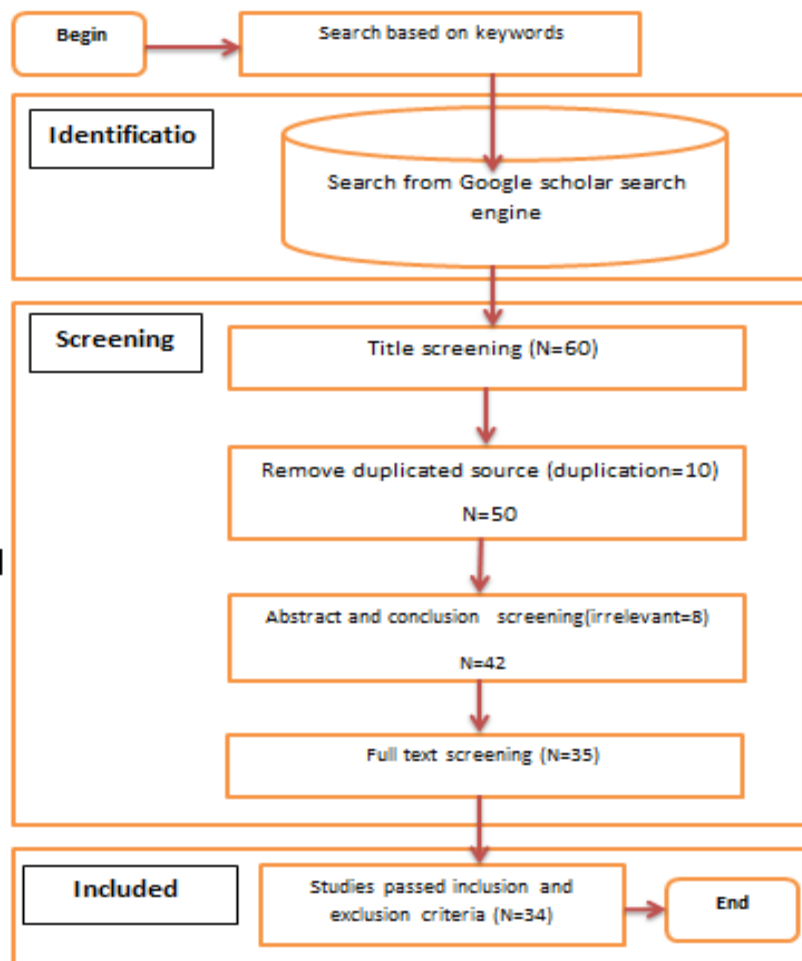 Begin
Search based on keywords
Identificatio
Search from Google scholar search
engine
Screening
Title screening (N=60)
Remove duplicated source (duplication=10)
N=50
Abstract and conclusion screening(irrelevant=8)
N=42
Full text screening (N=35)
Included
Studies passed inclusion and
exclusion criteria (N=34)
End